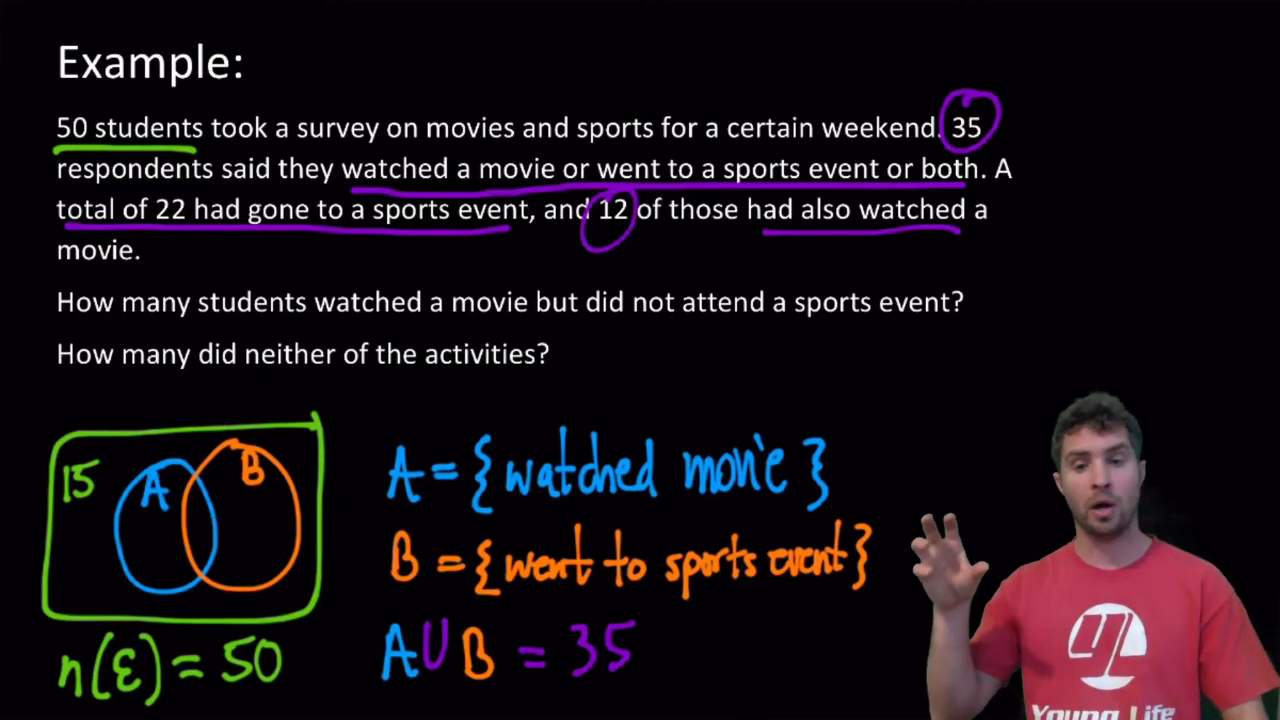 Example:
50 students took a survey on movies and sports for a certain weekend. 35
respondents said they watched a movie or went to a sports event or both. A
total of 22 had gone to a sports event, and 12 of those had also watched a
movie.
How many students watched a movie but did not attend a sports event?
How many did neither of the activities?
15 A B
n(ε) = 50
A = { watched movie }
B = { went to sports event }
A ∪ B = 35
Young Life